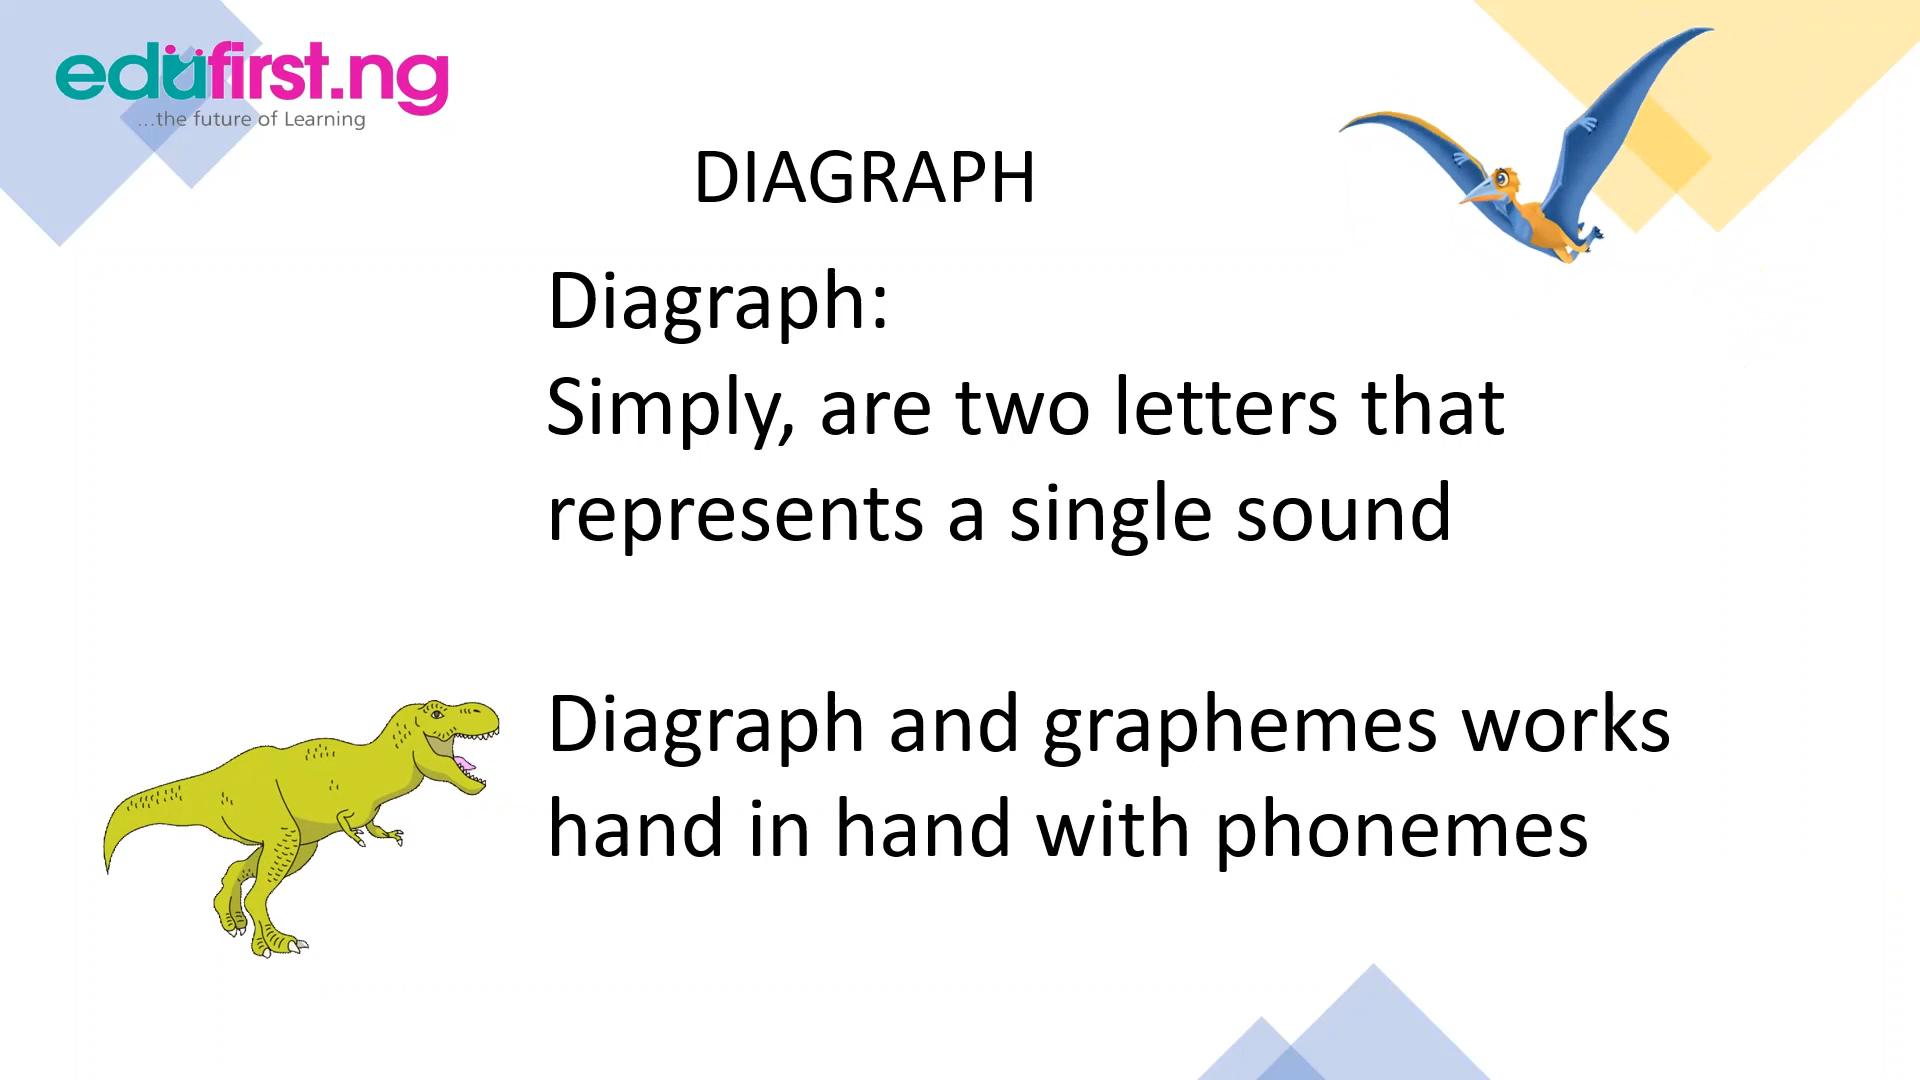 edufirst.ng
...the future of Learning
DIAGRAPH
Diagraph:
Simply, are two letters that
represents a single sound
Diagraph and graphemes works
hand in hand with phonemes